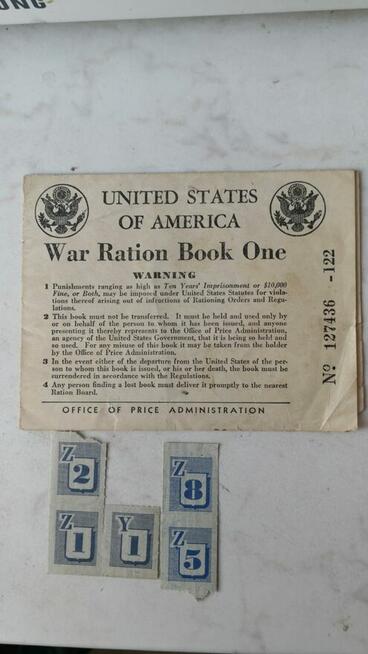 UNITED STATES
OF AMERICA
War Ration Book One
WARNING
1 Punishments ranging as high as Ten Years' Imprisonment or $10,000
Fine, or Both, may be imposed under United States Statutes for viola-
tions thereof arising out of infractions of Rationing Orders and Regu-
lations.
2 This book must not be transferred. It must be held and used only by
or on behalf of the person to whom it has been issued, and anyone
presenting it thereby represents to the Office of Price Administration,
an agency of the United States Government, that it is being so held and
so used. For any misuse of this book it may be taken from the holder
by the Office of Price Administration.
3 In the event either of the departure from the United States of the per-
son to whom this book is issued, or his or her death, the book must be
surrendered in accordance with the Regulations.
4 Any person finding a lost book must deliver it promptly to the nearest
Ration Board.
OFFICE OF PRICE ADMINISTRATION
Nº 127436 -122
Z 2
Z 8
Z 1
Y 1
Z 5